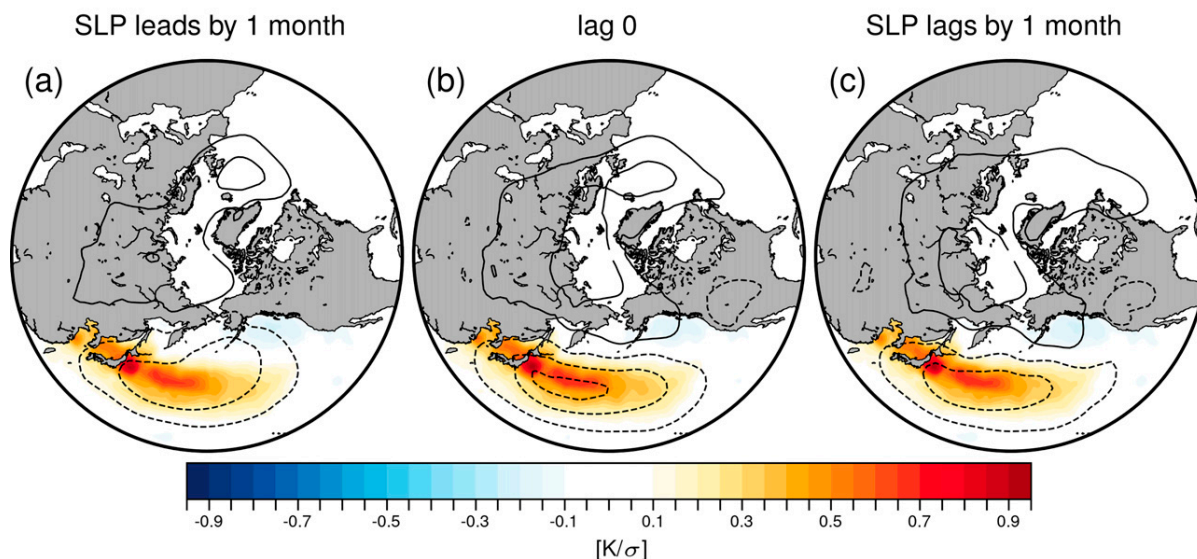 SLP leads by 1 month
lag 0
SLP lags by 1 month
(a)
(b)
(c)
-0.9 -0.7 -0.5 -0.3 -0.1 0.1 0.3 0.5 0.7 0.9
[K/σ]